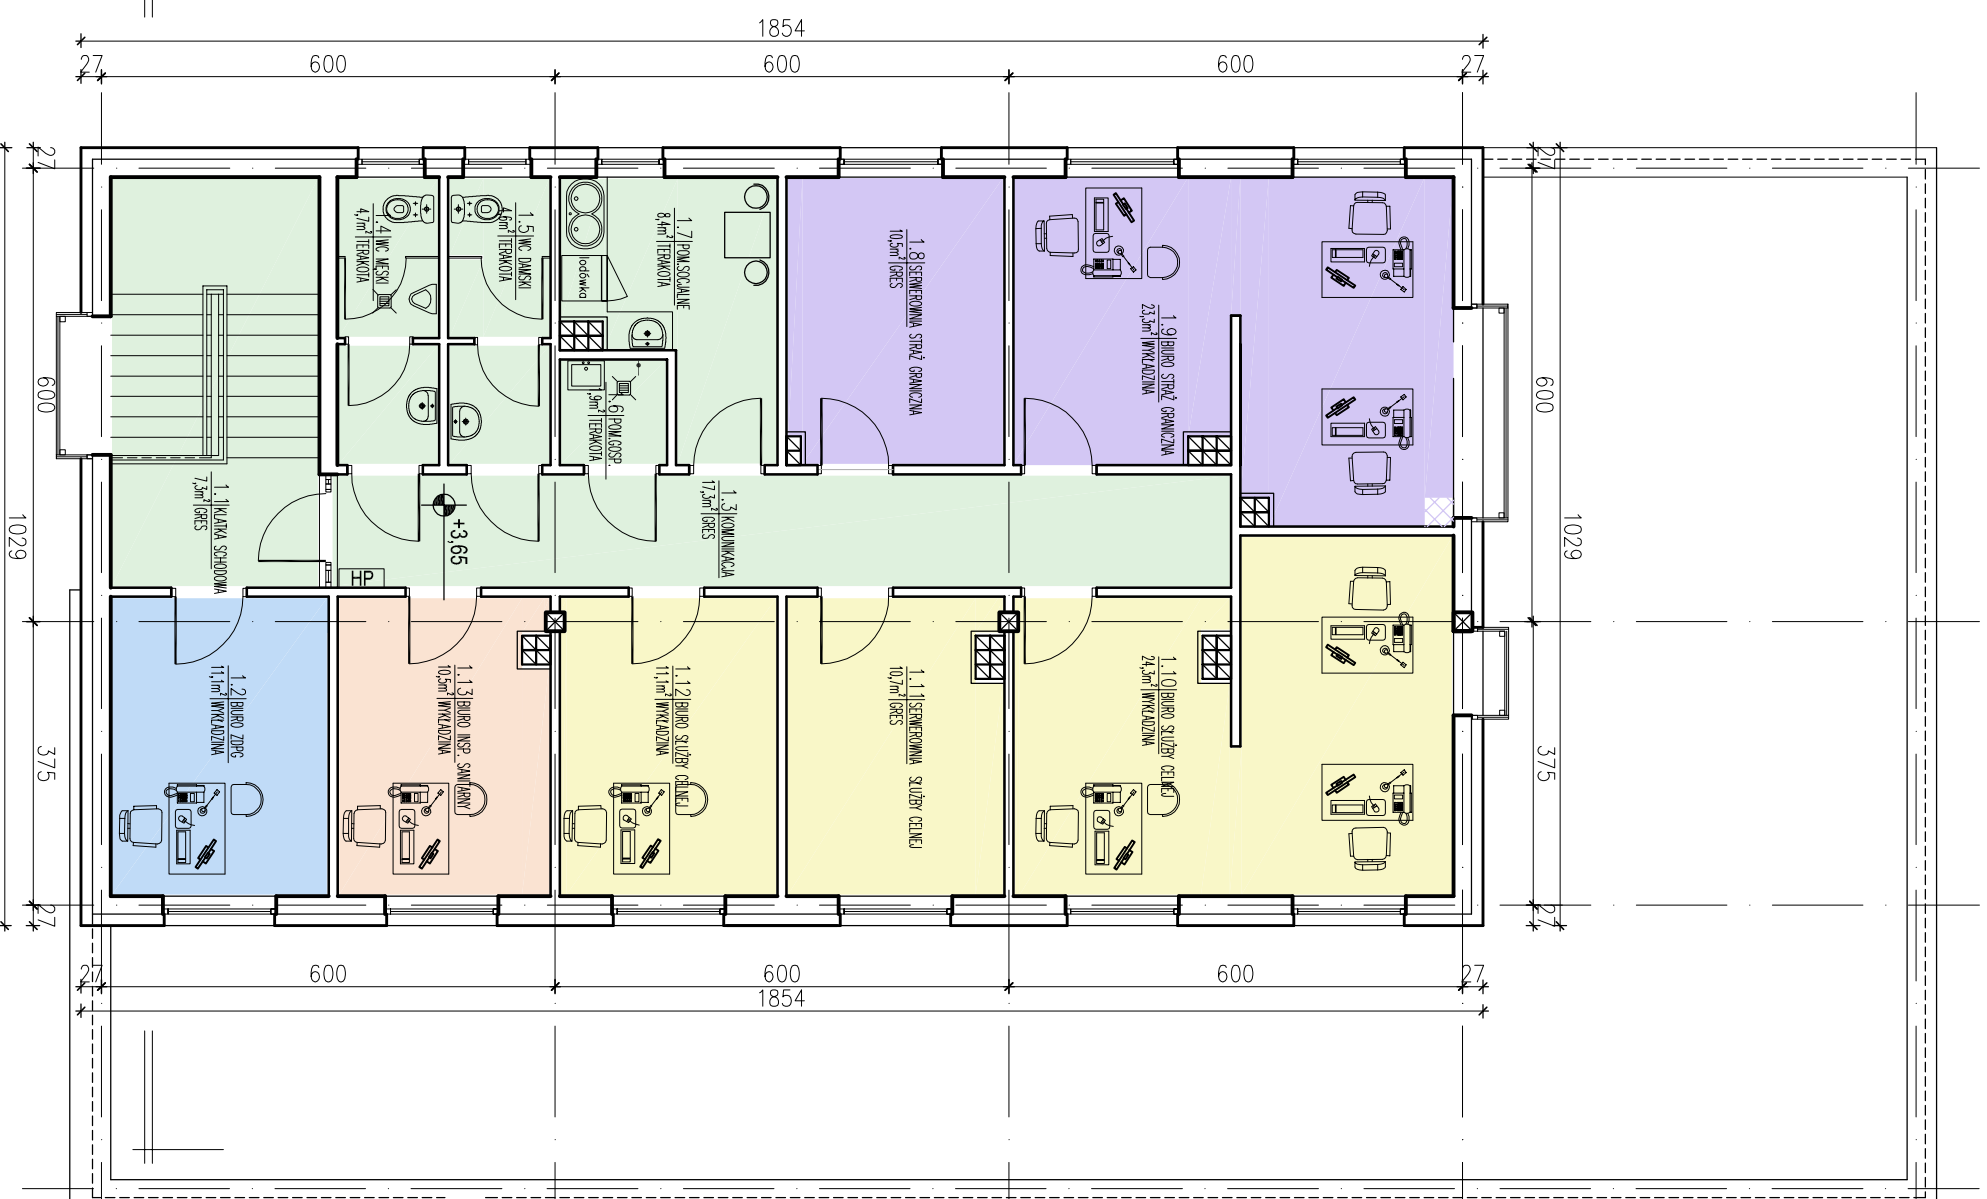 1854
27
600
600
600
27
27
600
1029
375
27
27
600
1029
375
27
1.4 WC MĘSKI
4,7m² TERAKOTA
1.5 WC DAMSKI
4,6m² TERAKOTA
lodówka
1.7 POM.SOCJALNE
8,4m² TERAKOTA
1.8 SERWEROWNIA STRAŻ GRANICZNA
10,5m² GRES
1.9 BIURO STRAŻ GRANICZNA
23,3m² WYKŁADZINA
1.6 POM.GOSP.
1,9m² TERAKOTA
1.1 KLATKA SCHODOWA
7,3m² GRES
+3,65
1.3 KOMUNIKACJA
17,3m² GRES
HP
1.2 BIURO ZDPG
11,1m² WYKŁADZINA
1.13 BIURO INSP. SANITARNY
10,5m² WYKŁADZINA
1.12 BIURO SŁUŻBY CELNEJ
11,1m² WYKŁADZINA
1.11 SERWEROWNIA SŁUŻBY CELNEJ
10,7m² GRES
1.10 BIURO SŁUŻBY CELNEJ
24,3m² WYKŁADZINA
27
600
600
600
27
1854